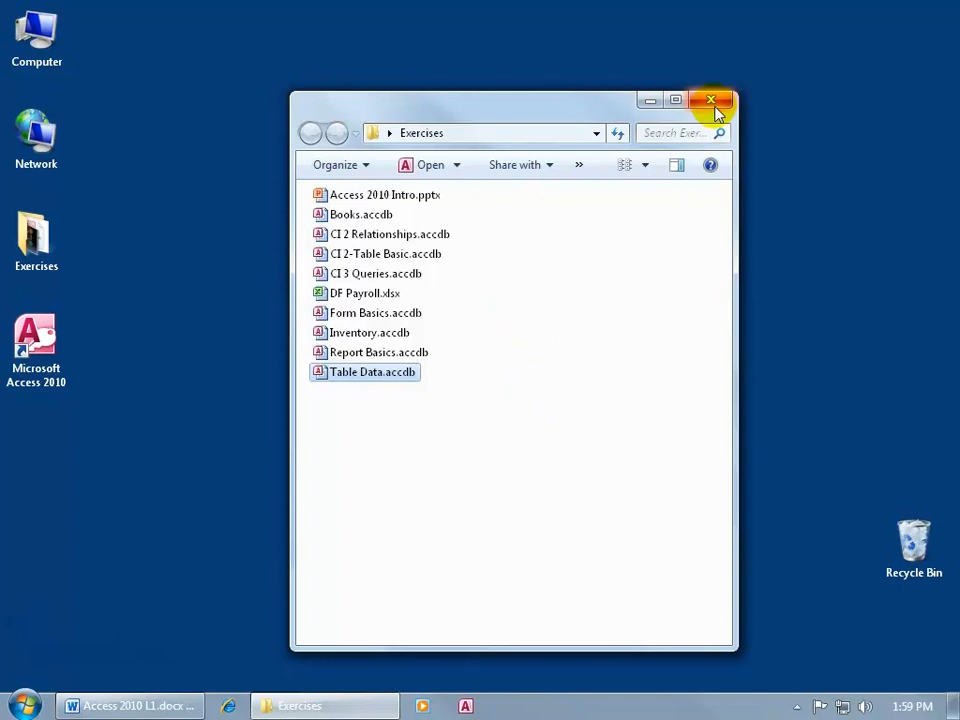 Computer
Network
Exercises
Microsoft
Access 2010
Exercises
Search Exer...
Organize
Open
Share with
»
Access 2010 Intro.pptx
Books.accdb
CI 2 Relationships.accdb
CI 2-Table Basic.accdb
CI 3 Queries.accdb
DF Payroll.xlsx
Form Basics.accdb
Inventory.accdb
Report Basics.accdb
Table Data.accdb
Recycle Bin
Access 2010 L1.docx ...
Exercises
1:59 PM